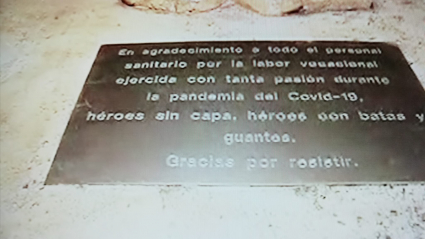 En agradecimiento a todo el personal
sanitario por la labor vocacional
ejercida con tanta pasión durante
la pandemia del Covid-19,
héroes sin capa, héroes con batas y
guantes.
Gracias por resistir.